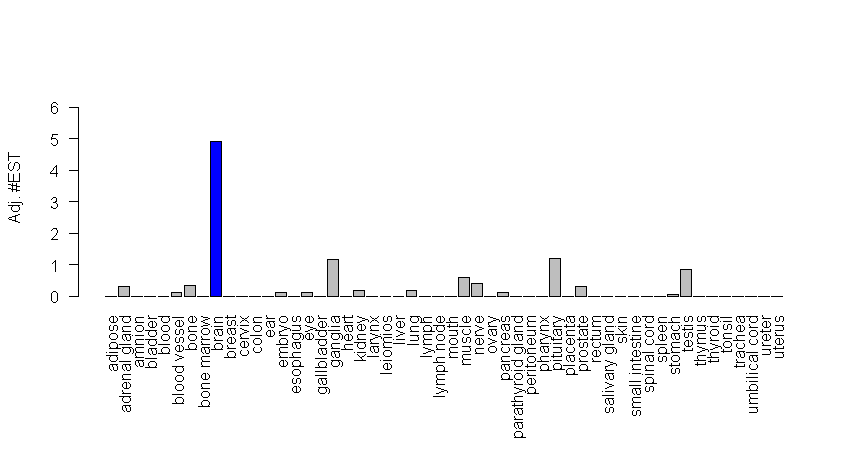 Adj. #EST
6
5
4
3
2
1
0
adipose
adrenal gland
amnion
bladder
blood
blood vessel
bone
bone marrow
brain
breast
cervix
colon
ear
embryo
esophagus
eye
gallbladder
ganglia
heart
kidney
larynx
leiomios
liver
lung
lymph
lymph node
mouth
muscle
nerve
ovary
pancreas
parathyroid gland
peritoneum
pharynx
pituitary
placenta
prostate
rectum
salivary gland
skin
small intestine
spinal cord
spleen
stomach
testis
thymus
thyroid
tonsil
trachea
umbilical cord
ureter
uterus